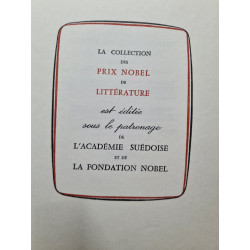 LA COLLECTION
DES
PRIX NOBEL
DE
LITTÉRATURE
est éditée
sous le patronage
DE
L'ACADÉMIE SUÉDOISE
ET DE
LA FONDATION NOBEL